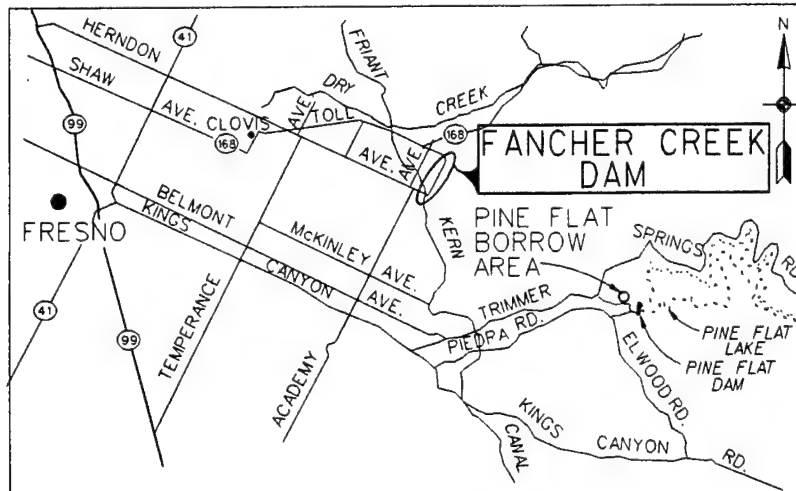 N
41
HERNDON
SHAW
AVE.
CLOVIS
168
99
FRIANT
DRY
CREEK
TOLL
AVE
AVE.
AVE
168
FANCHER CREEK
DAM
FRESNO
BELMONT
AVE.
KINGS
CANYON
McKINLEY AVE.
KERN
CANAL
PINE FLAT
BORROW
AREA
SPRINGS
RD.
TRIMMER
PIEDRA RD.
PINE FLAT
LAKE
PINE FLAT
DAM
ELWOOD RD.
41
99
TEMPERANCE
ACADEMY
KINGS
CANYON
RD.